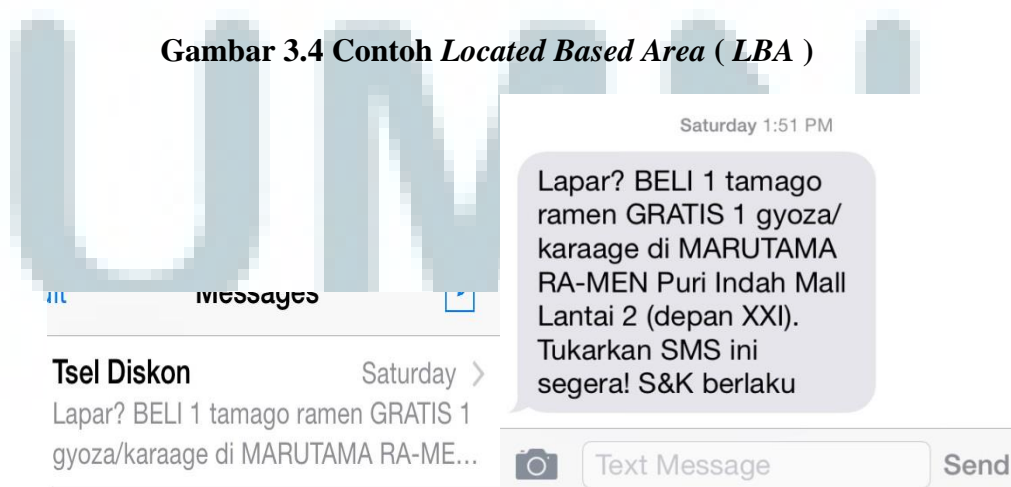 Gambar 3.4 Contoh Located Based Area ( LBA )
Saturday 1:51 PM
Lapar? BELI 1 tamago
ramen GRATIS 1 gyoza/
karaage di MARUTAMA
RA-MEN Puri Indah Mall
Lantai 2 (depan XXI).
Tukarkan SMS ini
segera! S&K berlaku
Text Message Send
Messages
Tsel Diskon Saturday
Lapar? BELI 1 tamago ramen GRATIS 1
gyoza/karaage di MARUTAMA RA-ME...